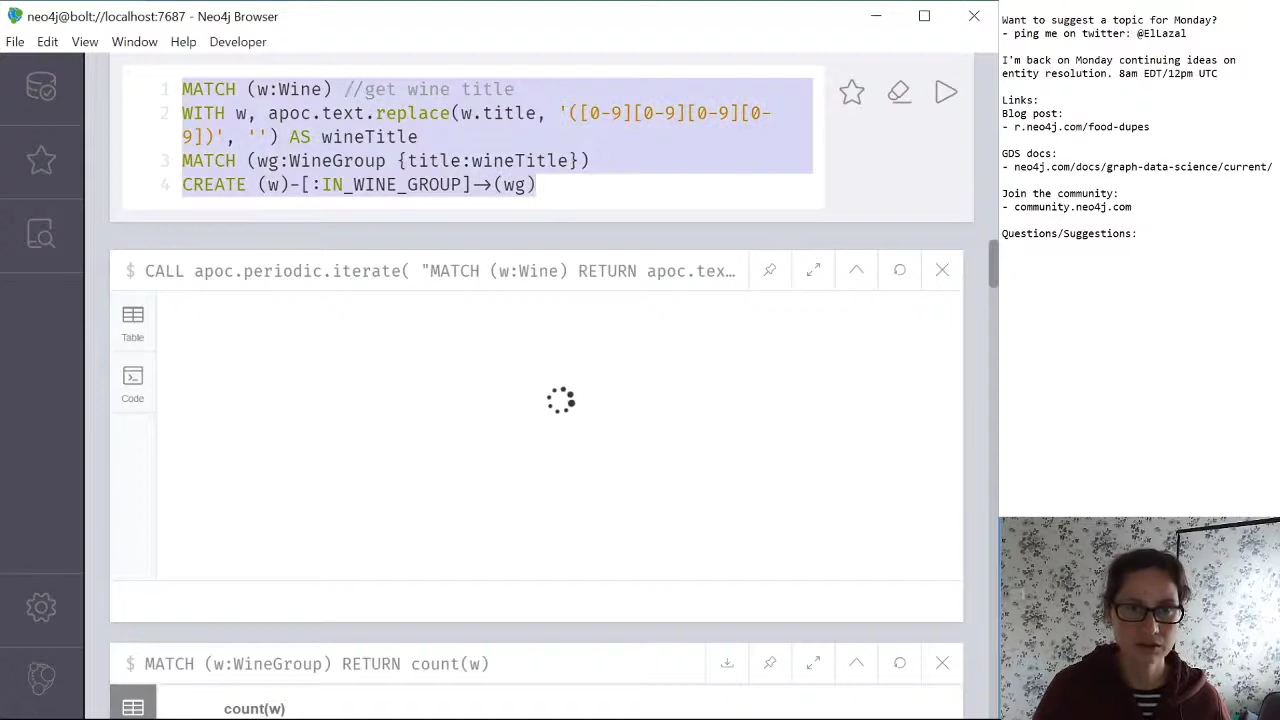 neo4j@bolt://localhost:7687 - Neo4j Browser
File Edit View Window Help Developer
1 MATCH (w:Wine) //get wine title
2 WITH w, apoc.text.replace(w.title, '([0-9][0-9][0-9][0-
9])', '') AS wineTitle
3 MATCH (wg:WineGroup {title:wineTitle})
4 CREATE (w)-[:IN_WINE_GROUP]->(wg)
$ CALL apoc.periodic.iterate( "MATCH (w:Wine) RETURN apoc.tex…
Table
Code
$ MATCH (w:WineGroup) RETURN count(w)
count(w)
Want to suggest a topic for Monday?
- ping me on twitter: @ElLazal
I'm back on Monday continuing ideas on
entity resolution. 8am EDT/12pm UTC
Links:
Blog post:
- r.neo4j.com/food-dupes
GDS docs:
- neo4j.com/docs/graph-data-science/current/
Join the community:
- community.neo4j.com
Questions/Suggestions: